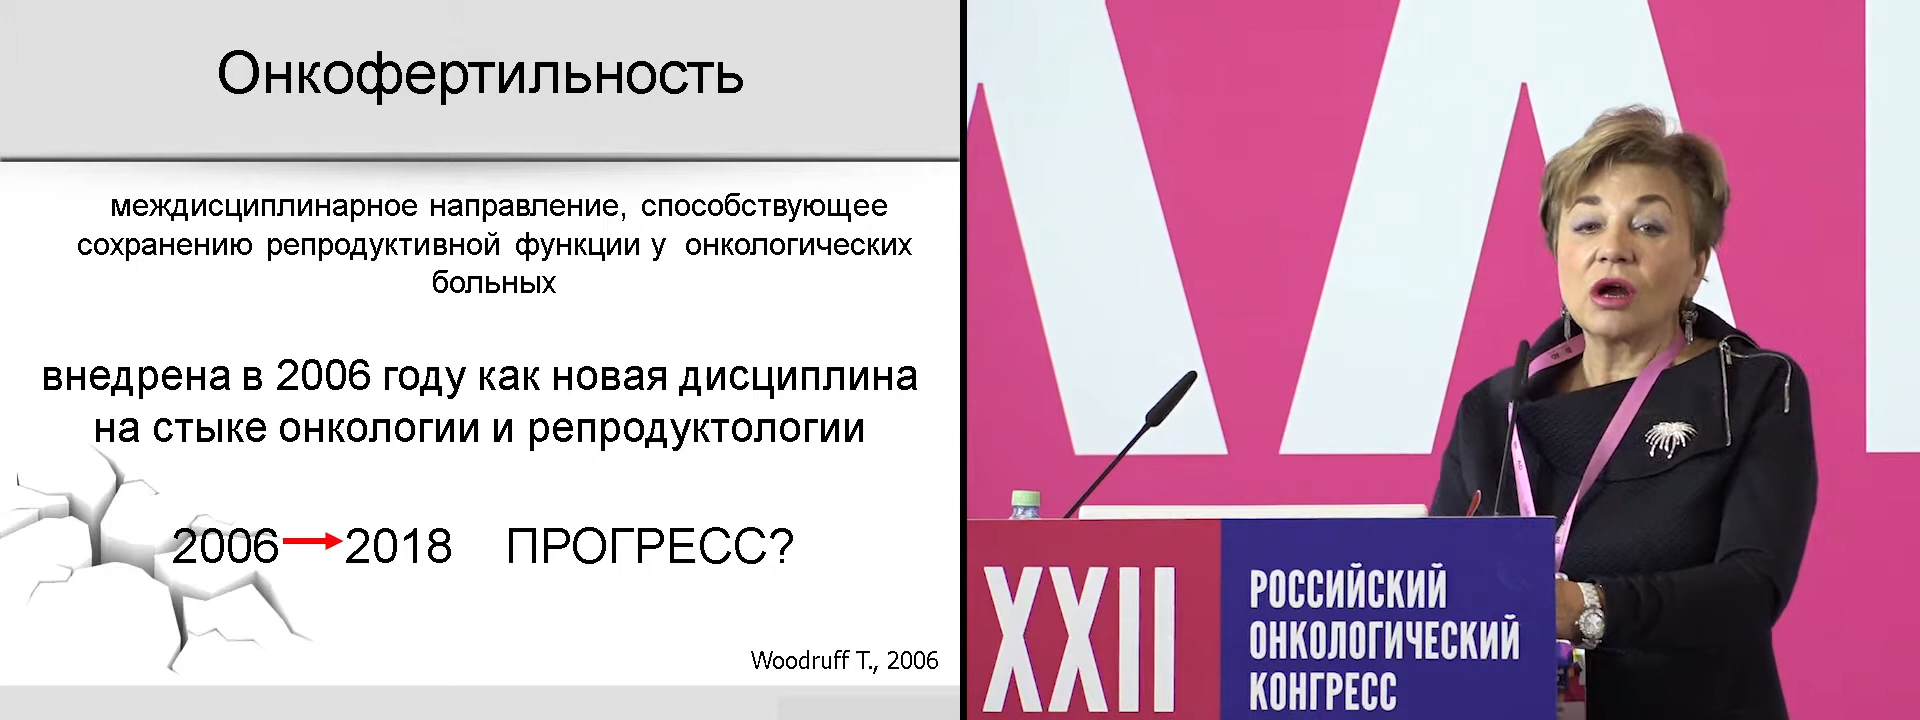 Онкофертильность
междисциплинарное направление, способствующее
сохранению репродуктивной функции у онкологических
больных
внедрена в 2006 году как новая дисциплина
на стыке онкологии и репродуктологии
2006 2018 ПРОГРЕСС?
Woodruff T., 2006
XXII
РОССИЙСКИЙ
ОНКОЛОГИЧЕСКИЙ
КОНГРЕСС